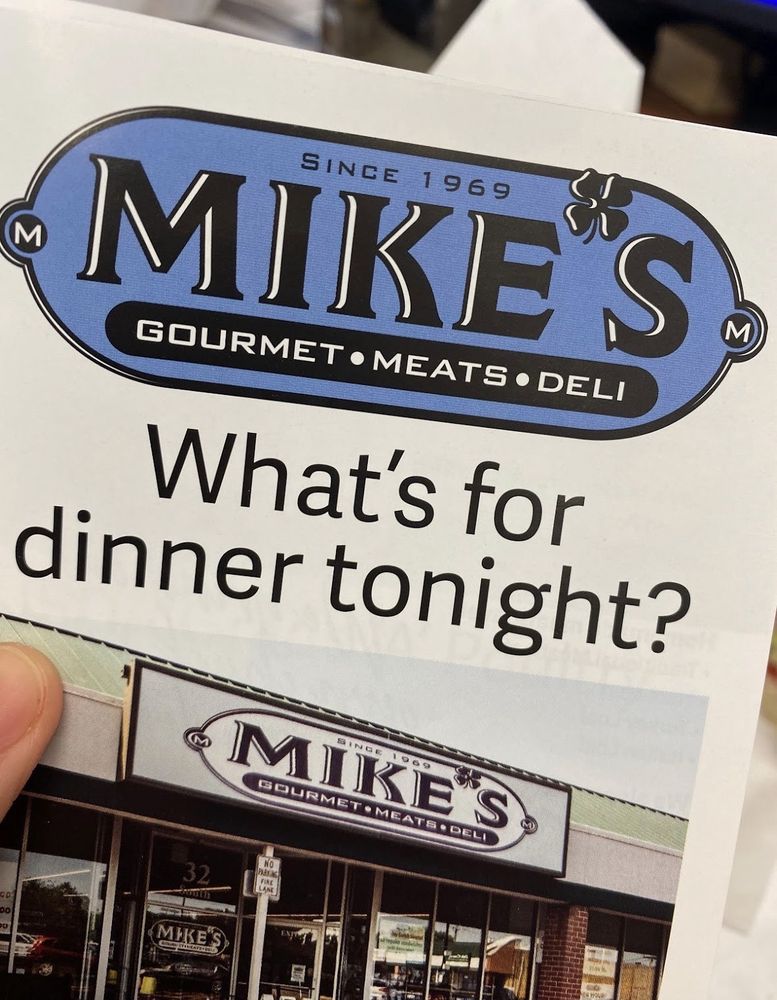 SINCE 1969
MIKE'S
M
M
GOURMET•MEATS•DELI
What's for
dinner tonight?
SINCE 1969
MIKE'S
M
M
GOURMET•MEATS•DELI
32
South
NO
PARKING
FIRE
LANE
MIKE'S